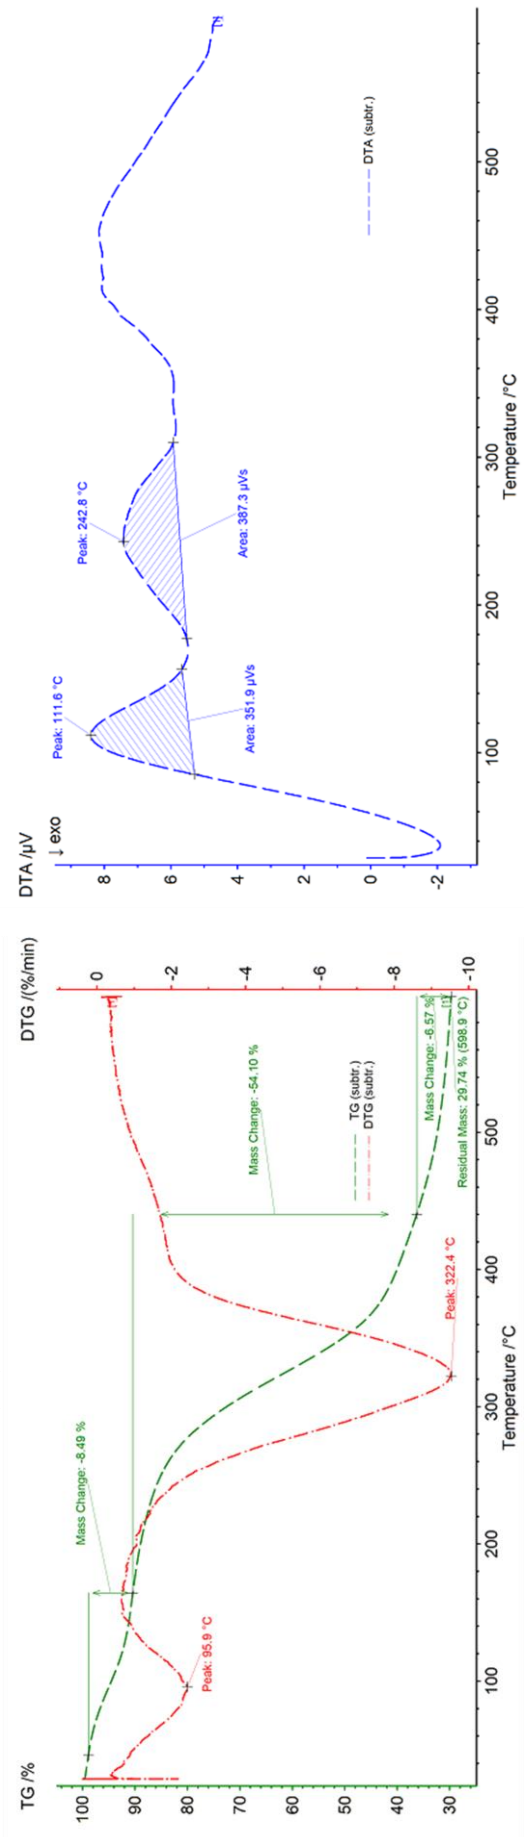 TG /%
DTG /(%/min)
100
90
80
70
60
50
40
30
0
-2
-4
-6
-8
-10
Mass Change: -8.49 %
Mass Change: -54.10 %
Mass Change: -6.57 %
Residual Mass: 29.74 % (598.9 °C)
[1]
Peak: 95.9 °C
Peak: 322.4 °C
TG (subtr.)
DTG (subtr.)
100
200
300
400
500
Temperature /°C
DTA /µV
↓ exo
8
6
4
2
0
-2
Peak: 111.6 °C
Peak: 242.8 °C
Area: 351.9 µVs
Area: 387.3 µVs
DTA (subtr.)
100
200
300
400
500
Temperature /°C